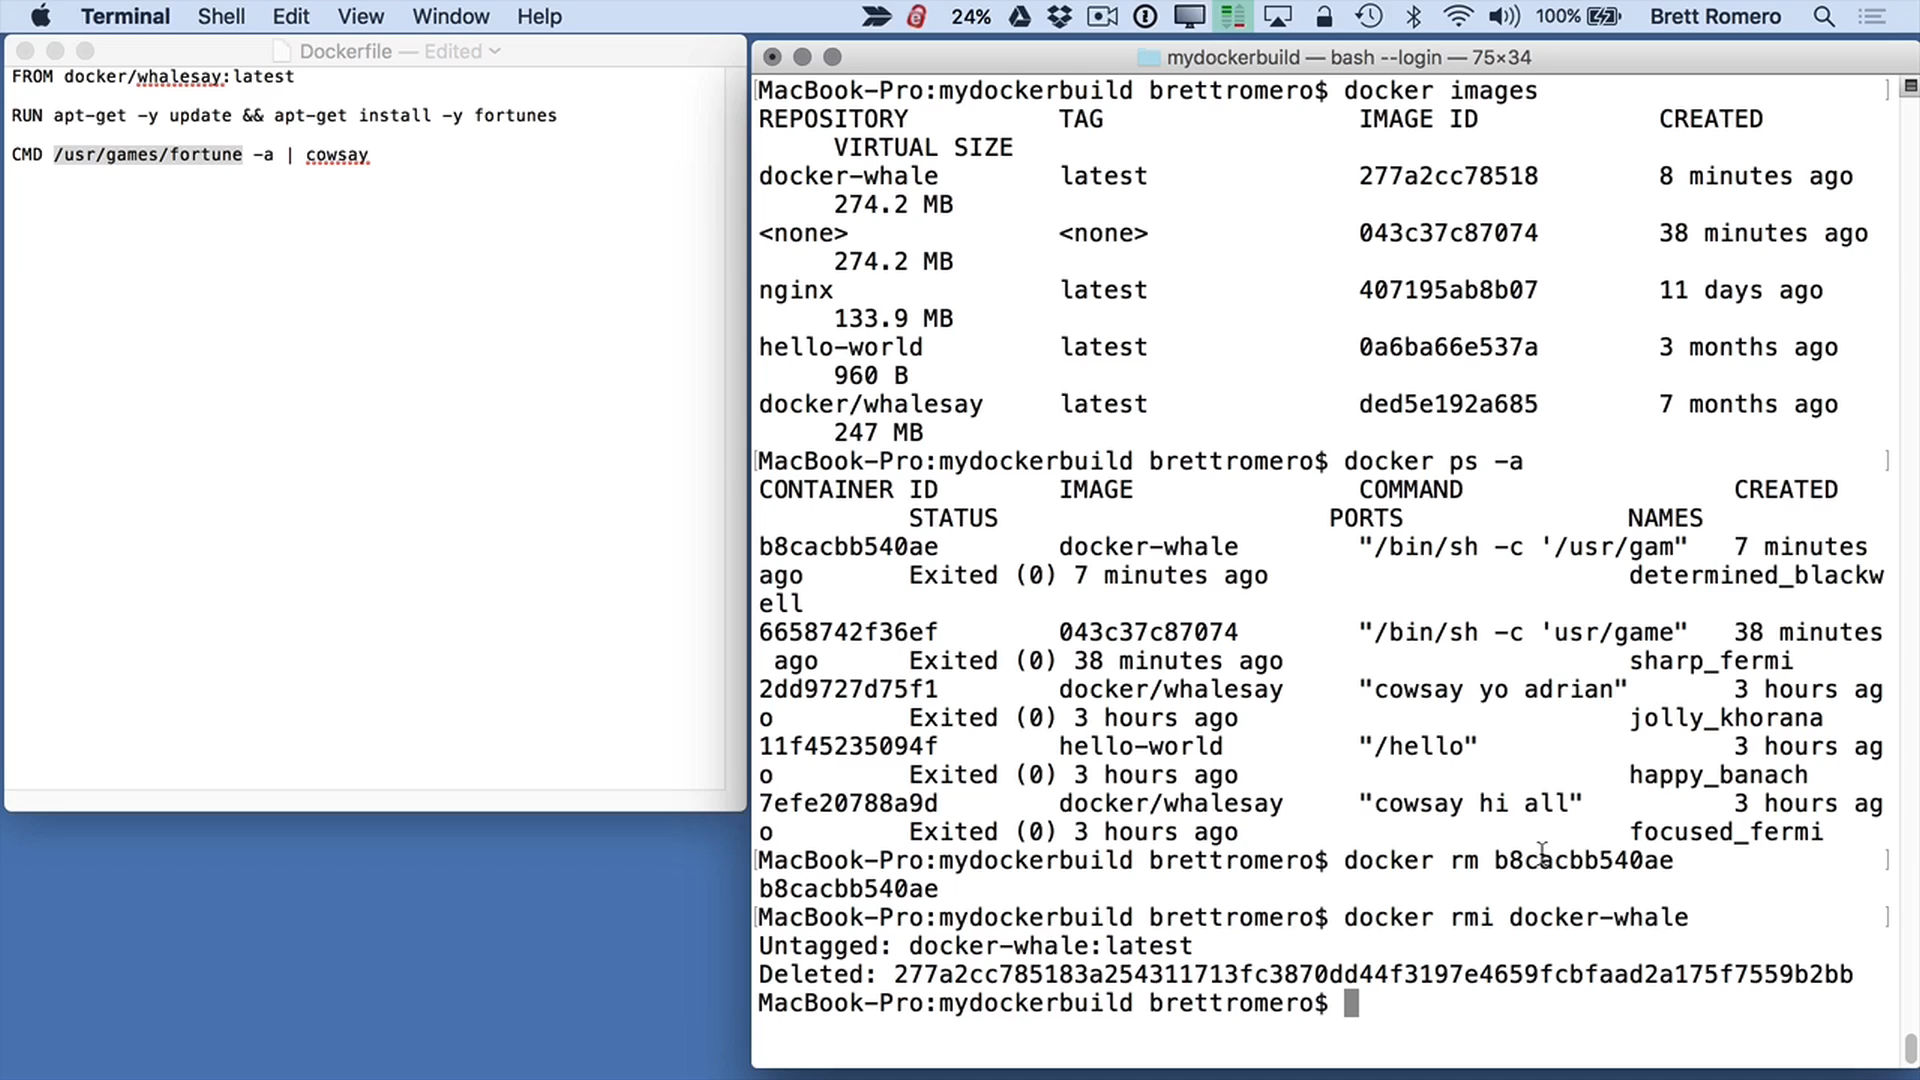 Terminal Shell Edit View Window Help 24% 100% Brett Romero
Dockerfile — Edited
FROM docker/whalesay:latest
RUN apt-get -y update && apt-get install -y fortunes
CMD /usr/games/fortune -a | cowsay
mydockerbuild — bash --login — 75×34
[MacBook-Pro:mydockerbuild brettromero$ docker images ]
REPOSITORY TAG IMAGE ID CREATED
VIRTUAL SIZE
docker-whale latest 277a2cc78518 8 minutes ago
274.2 MB
<none> <none> 043c37c87074 38 minutes ago
274.2 MB
nginx latest 407195ab8b07 11 days ago
133.9 MB
hello-world latest 0a6ba66e537a 3 months ago
960 B
docker/whalesay latest ded5e192a685 7 months ago
247 MB
[MacBook-Pro:mydockerbuild brettromero$ docker ps -a ]
CONTAINER ID IMAGE COMMAND CREATED
STATUS PORTS NAMES
b8cacbb540ae docker-whale "/bin/sh -c '/usr/gam" 7 minutes
ago Exited (0) 7 minutes ago determined_blackw
ell
6658742f36ef 043c37c87074 "/bin/sh -c 'usr/game" 38 minutes
ago Exited (0) 38 minutes ago sharp_fermi
2dd9727d75f1 docker/whalesay "cowsay yo adrian" 3 hours ag
o Exited (0) 3 hours ago jolly_khorana
11f45235094f hello-world "/hello" 3 hours ag
o Exited (0) 3 hours ago happy_banach
7efe20788a9d docker/whalesay "cowsay hi all" 3 hours ag
o Exited (0) 3 hours ago focused_fermi
[MacBook-Pro:mydockerbuild brettromero$ docker rm b8cacbb540ae ]
b8cacbb540ae
[MacBook-Pro:mydockerbuild brettromero$ docker rmi docker-whale ]
Untagged: docker-whale:latest
Deleted: 277a2cc785183a254311713fc3870dd44f3197e4659fcbfaad2a175f7559b2bb
MacBook-Pro:mydockerbuild brettromero$